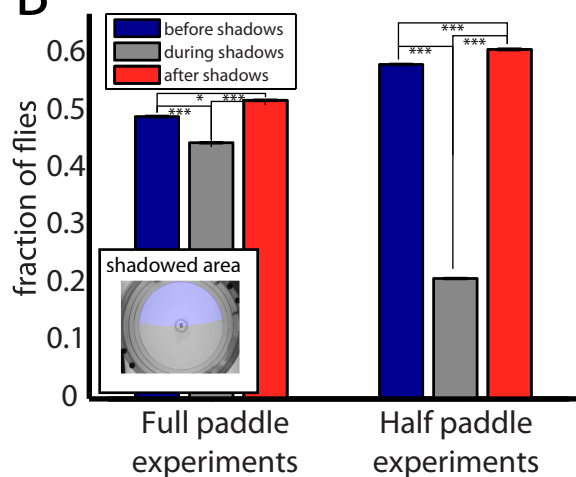 B
before shadows
during shadows
after shadows
fraction of flies
0.6
0.5
0.4
0.3
0.2
0.1
0
*
***
***
***
***
***
shadowed area
Full paddle
experiments
Half paddle
experiments